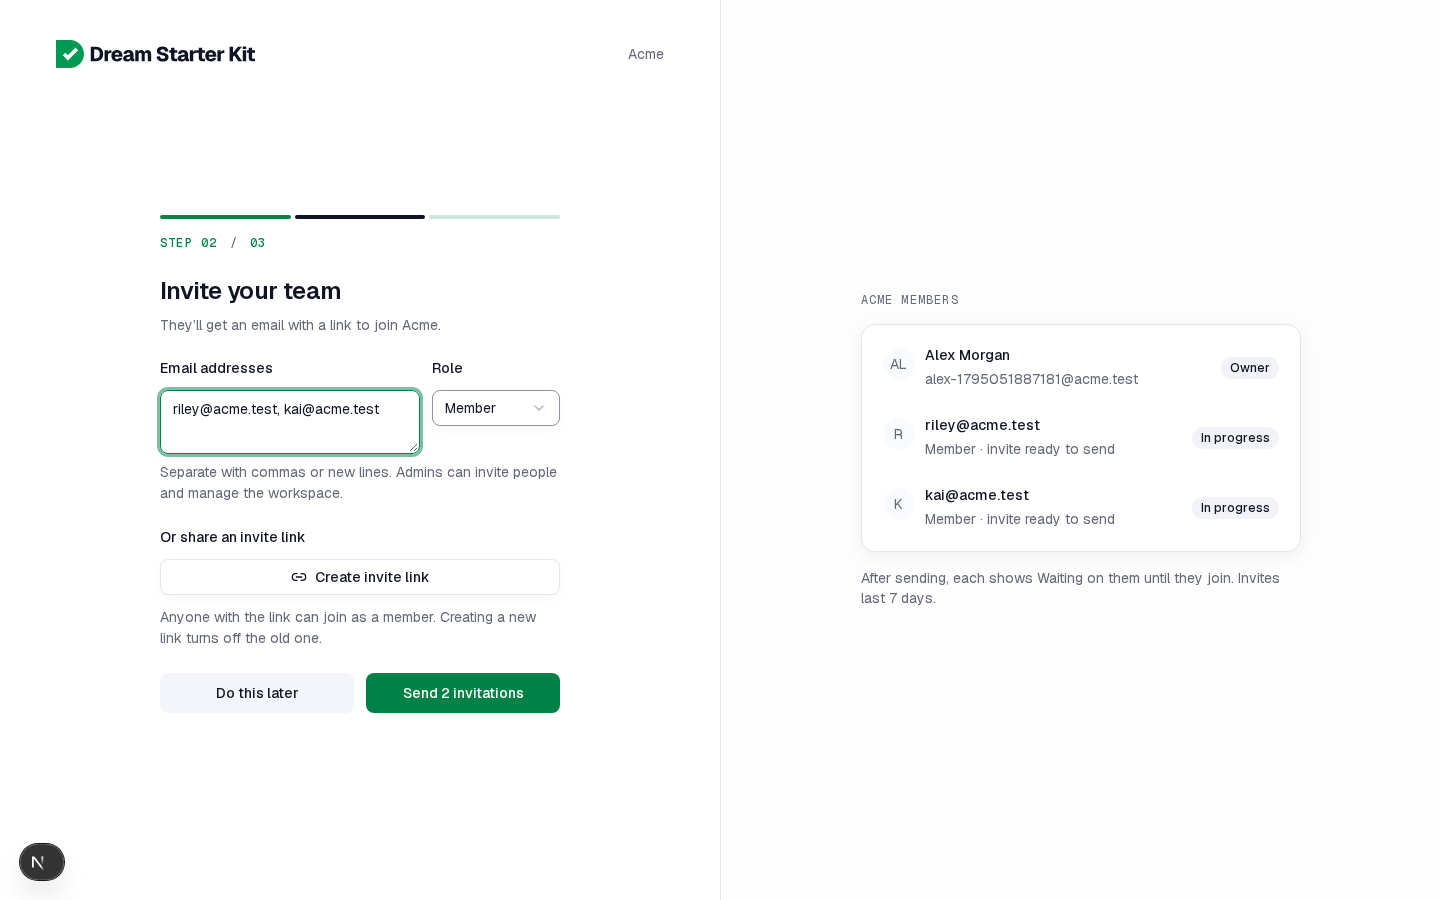 Dream Starter Kit
Acme
STEP 02 / 03
Invite your team
They'll get an email with a link to join Acme.
Email addresses
Role
riley@acme.test, kai@acme.test
Member
Separate with commas or new lines. Admins can invite people
and manage the workspace.
Or share an invite link
Create invite link
Anyone with the link can join as a member. Creating a new
link turns off the old one.
Do this later
Send 2 invitations
N
ACME MEMBERS
AL
Alex Morgan
alex-1795051887181@acme.test
Owner
R
riley@acme.test
Member · invite ready to send
In progress
K
kai@acme.test
Member · invite ready to send
In progress
After sending, each shows Waiting on them until they join. Invites
last 7 days.